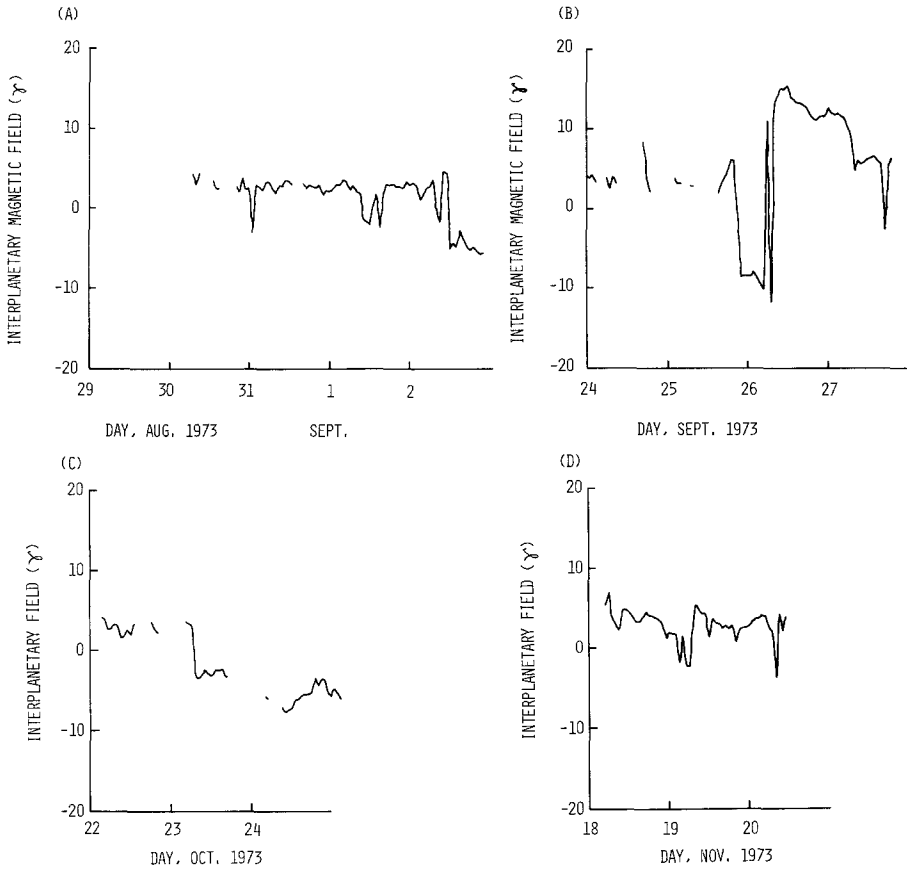 (A)
20
10
0
-10
-20
INTERPLANETARY MAGNETIC FIELD (γ)
29 30 31 1 2
DAY, AUG. 1973 SEPT.
(B)
20
10
0
-10
-20
INTERPLANETARY MAGNETIC FIELD (γ)
24 25 26 27
DAY, SEPT. 1973
(C)
20
10
0
-10
-20
INTERPLANETARY FIELD (γ)
22 23 24
DAY, OCT. 1973
(D)
20
10
0
-10
-20
INTERPLANETARY FIELD (γ)
18 19 20
DAY, NOV. 1973